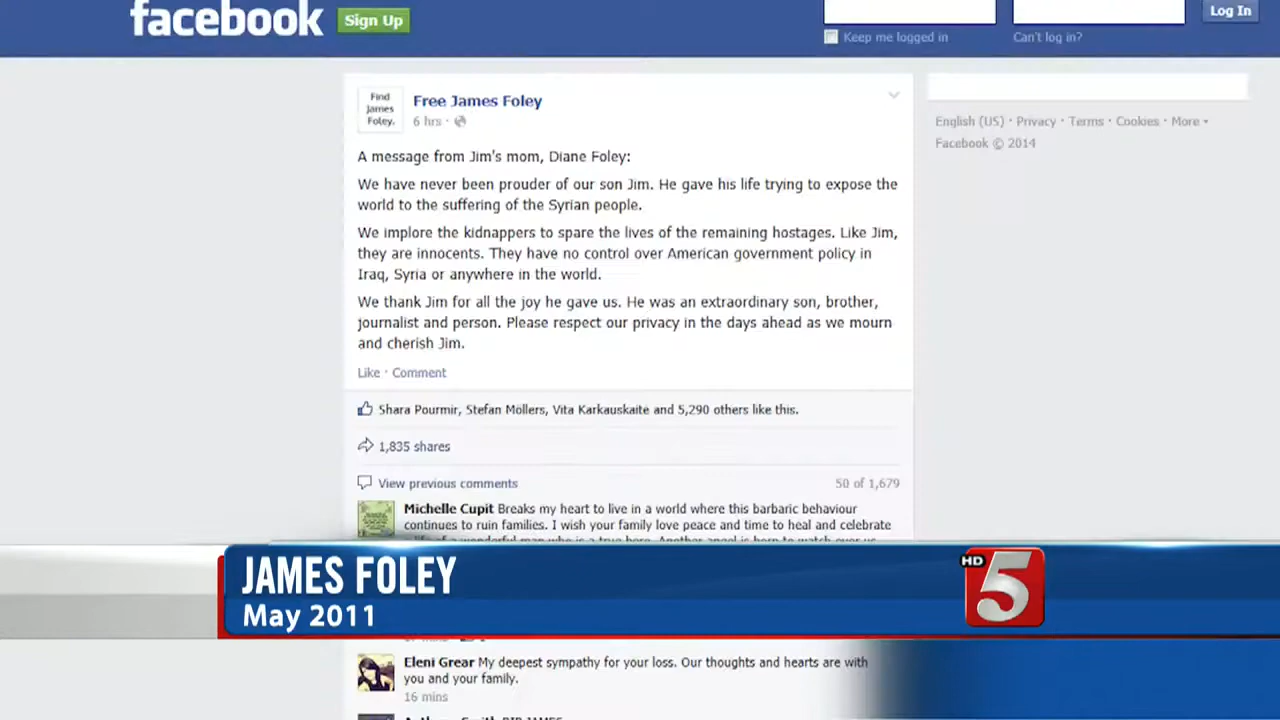 facebook
Sign Up
Log In
Keep me logged in
Can't log in?
Find
James
Foley.
Free James Foley
6 hrs ·
English (US) · Privacy · Terms · Cookies · More
Facebook © 2014
A message from Jim's mom, Diane Foley:
We have never been prouder of our son Jim. He gave his life trying to expose the
world to the suffering of the Syrian people.
We implore the kidnappers to spare the lives of the remaining hostages. Like Jim,
they are innocents. They have no control over American government policy in
Iraq, Syria or anywhere in the world.
We thank Jim for all the joy he gave us. He was an extraordinary son, brother,
journalist and person. Please respect our privacy in the days ahead as we mourn
and cherish Jim.
Like · Comment
Shara Pourmir, Stefan Möllers, Vita Karkauskaite and 5,290 others like this.
1,835 shares
View previous comments
50 of 1,679
Michelle Cupit Breaks my heart to live in a world where this barbaric behaviour
continues to ruin families. I wish your family love peace and time to heal and celebrate
JAMES FOLEY
May 2011
HD
5
Eleni Grear My deepest sympathy for your loss. Our thoughts and hearts are with
you and your family.
16 mins